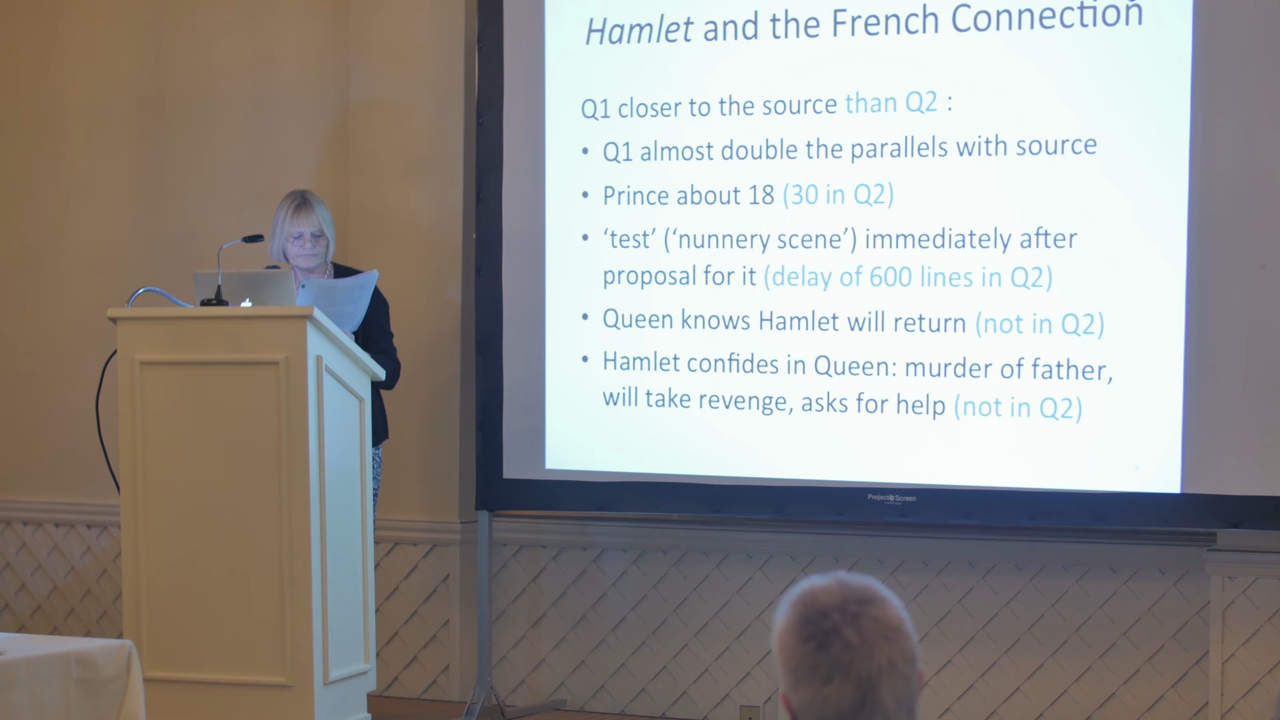 Hamlet and the French Connection
Q1 closer to the source than Q2 :
• Q1 almost double the parallels with source
• Prince about 18 (30 in Q2)
• ‘test’ (‘nunnery scene’) immediately after
proposal for it (delay of 600 lines in Q2)
• Queen knows Hamlet will return (not in Q2)
• Hamlet confides in Queen: murder of father,
will take revenge, asks for help (not in Q2)
Project Screen